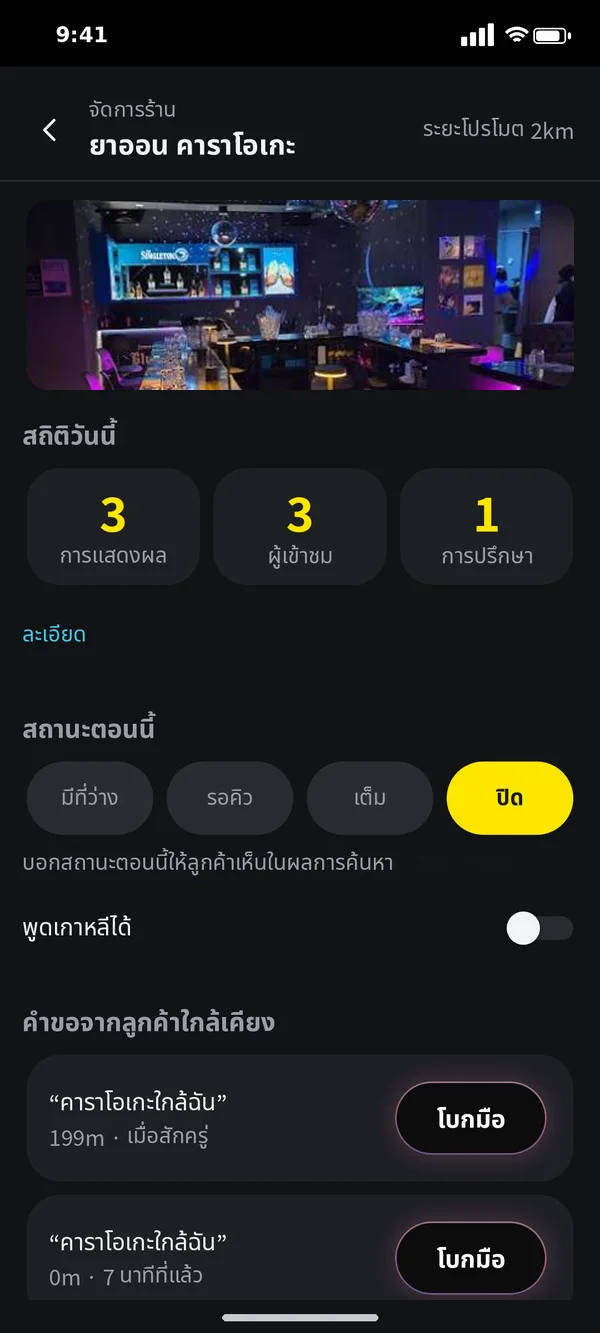 9:41
จัดการร้าน
ยาออน คาราโอเกะ
ระยะโปรโมต 2km
SINGLETON
สถิติวันนี้
3
การแสดงผล
3
ผู้เข้าชม
1
การปรึกษา
ละเอียด
สถานะตอนนี้
มีที่ว่าง
รอคิว
เต็ม
ปิด
บอกสถานะตอนนี้ให้ลูกค้าเห็นในผลการค้นหา
พูดเกาหลีได้
คำขอจากลูกค้าใกล้เคียง
“คาราโอเกะใกล้ฉัน”
199m · เมื่อสักครู่
โบกมือ
“คาราโอเกะใกล้ฉัน”
0m · 7 นาทีที่แล้ว
โบกมือ